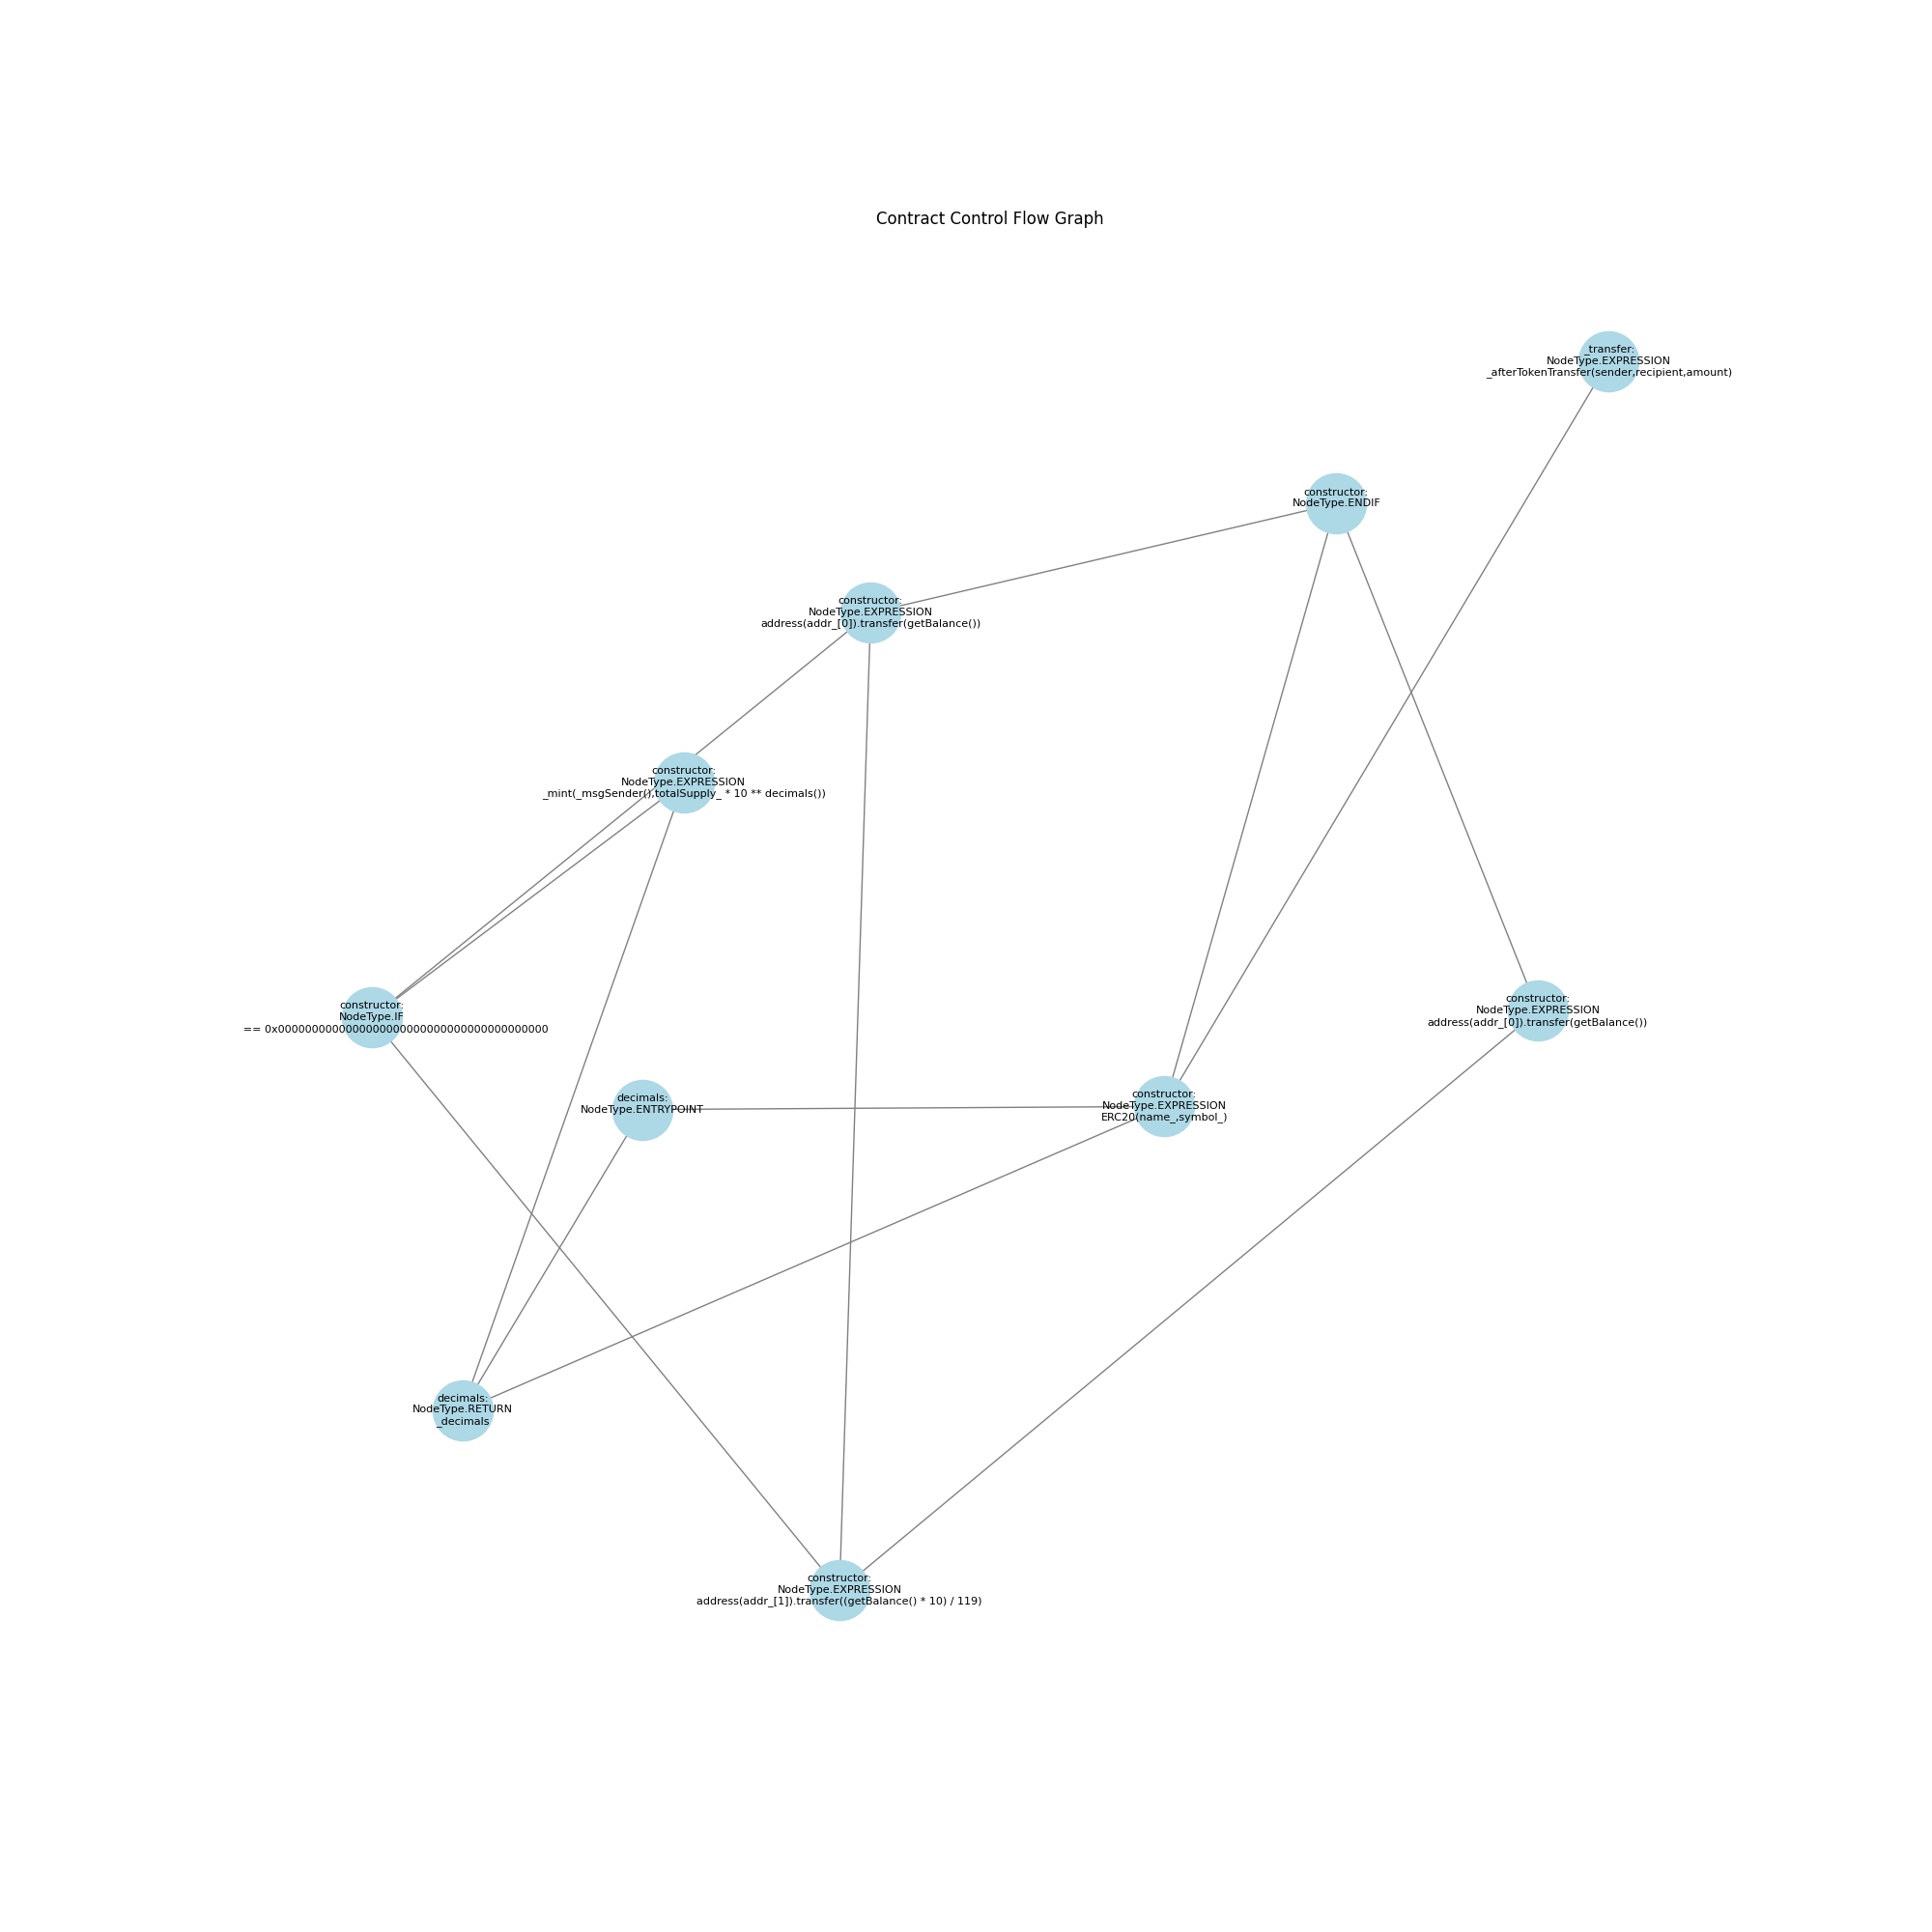 Contract Control Flow Graph
_transfer:
NodeType.EXPRESSION
_afterTokenTransfer(sender,recipient,amount)
constructor:
NodeType.ENDIF
constructor:
NodeType.EXPRESSION
address(addr_[0]).transfer(getBalance())
constructor:
NodeType.EXPRESSION
_mint(_msgSender(),totalSupply_ * 10 ** decimals())
constructor:
NodeType.IF
== 0x0000000000000000000000000000000000000000
constructor:
NodeType.EXPRESSION
address(addr_[0]).transfer(getBalance())
decimals:
NodeType.ENTRYPOINT
constructor:
NodeType.EXPRESSION
ERC20(name_,symbol_)
decimals:
NodeType.RETURN
_decimals
constructor:
NodeType.EXPRESSION
address(addr_[1]).transfer((getBalance() * 10) / 119)